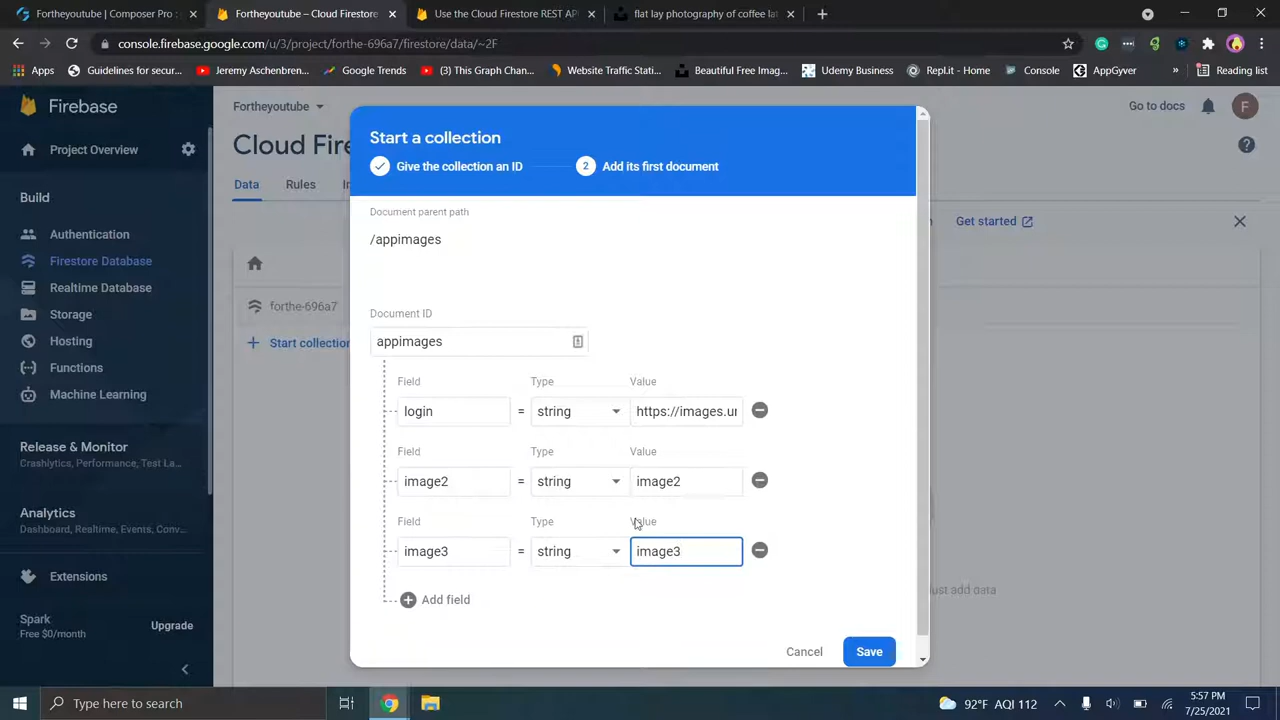 Fortheyoutube | Composer Pro :
Fortheyoutube – Cloud Firestore
Use the Cloud Firestore REST API
flat lay photography of coffee lat
console.firebase.google.com/u/3/project/forthe-696a7/firestore/data/~2F
Apps
Guidelines for secur...
Jeremy Aschenbren...
Google Trends
(3) This Graph Chan...
Website Traffic Stati...
Beautiful Free Imag...
Udemy Business
Repl.it - Home
Console
AppGyver
»
Reading list
Firebase
Project Overview
Build
Authentication
Firestore Database
Realtime Database
Storage
Hosting
Functions
Machine Learning
Release & Monitor
Crashlytics, Performance, Test La...
Analytics
Dashboard, Realtime, Events, Conv...
Extensions
Spark
Free $0/month
Upgrade
Fortheyoutube
Go to docs
F
Cloud Fire
Data
Rules
Get started
forthe-696a7
Start collection
just add data
Start a collection
Give the collection an ID
2 Add its first document
Document parent path
/appimages
Document ID
appimages
Field Type Value
login = string https://images.ur
Field Type Value
image2 = string image2
Field Type Value
image3 = string image3
Add field
Cancel
Save
Type here to search
92°F AQI 112
5:57 PM
7/25/2021